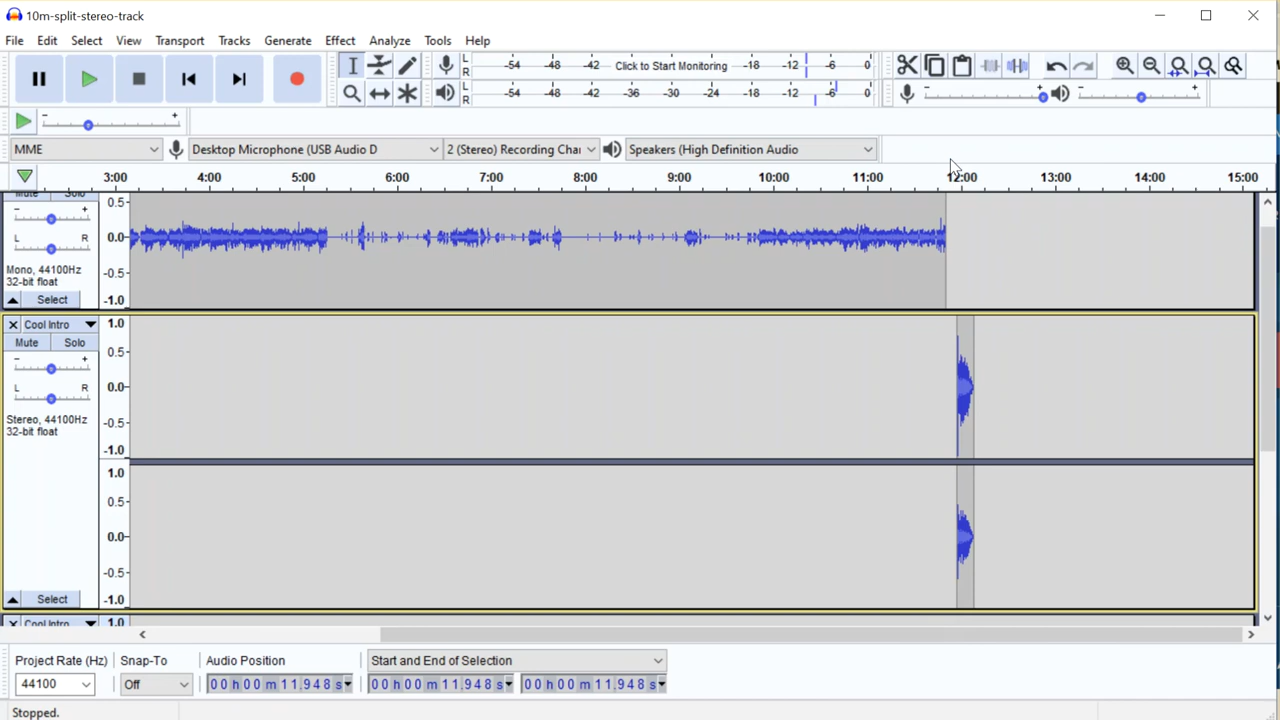 10m-split-stereo-track
File Edit Select View Transport Tracks Generate Effect Analyze Tools Help
L R -54 -48 -42 Click to Start Monitoring -18 -12 -6 0
L R -54 -48 -42 -36 -30 -24 -18 -12 -6 0
MME Desktop Microphone (USB Audio D 2 (Stereo) Recording Chai Speakers (High Definition Audio
3:00 4:00 5:00 6:00 7:00 8:00 9:00 10:00 11:00 12:00 13:00 14:00 15:00
Mute Solo
0.5
L R 0.0
Mono, 44100Hz
32-bit float
-0.5
Select -1.0
Cool Intro 1.0
Mute Solo
0.5
L R 0.0
Stereo, 44100Hz
32-bit float
-0.5
-1.0
1.0
0.5
0.0
-0.5
Select -1.0
Cool Intro 1.0
Project Rate (Hz) Snap-To Audio Position Start and End of Selection
44100 Off 00 h 00 m 11.948 s 00 h 00 m 11.948 s 00 h 00 m 11.948 s
Stopped.